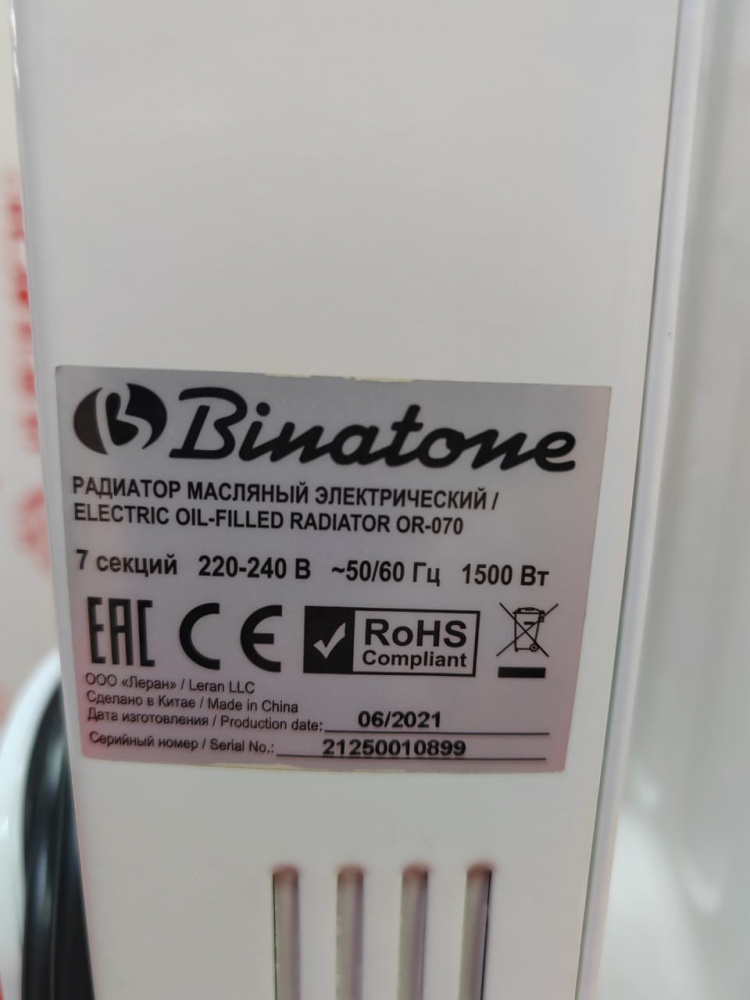 Binatone
РАДИАТОР МАСЛЯНЫЙ ЭЛЕКТРИЧЕСКИЙ /
ELECTRIC OIL-FILLED RADIATOR OR-070
7 секций 220-240 В ~50/60 Гц 1500 Вт
EAC CE RoHS
Compliant
ООО «Леран» / Leran LLC
Сделано в Китае / Made in China
Дата изготовления / Production date: 06/2021
Серийный номер / Serial No.: 21250010899